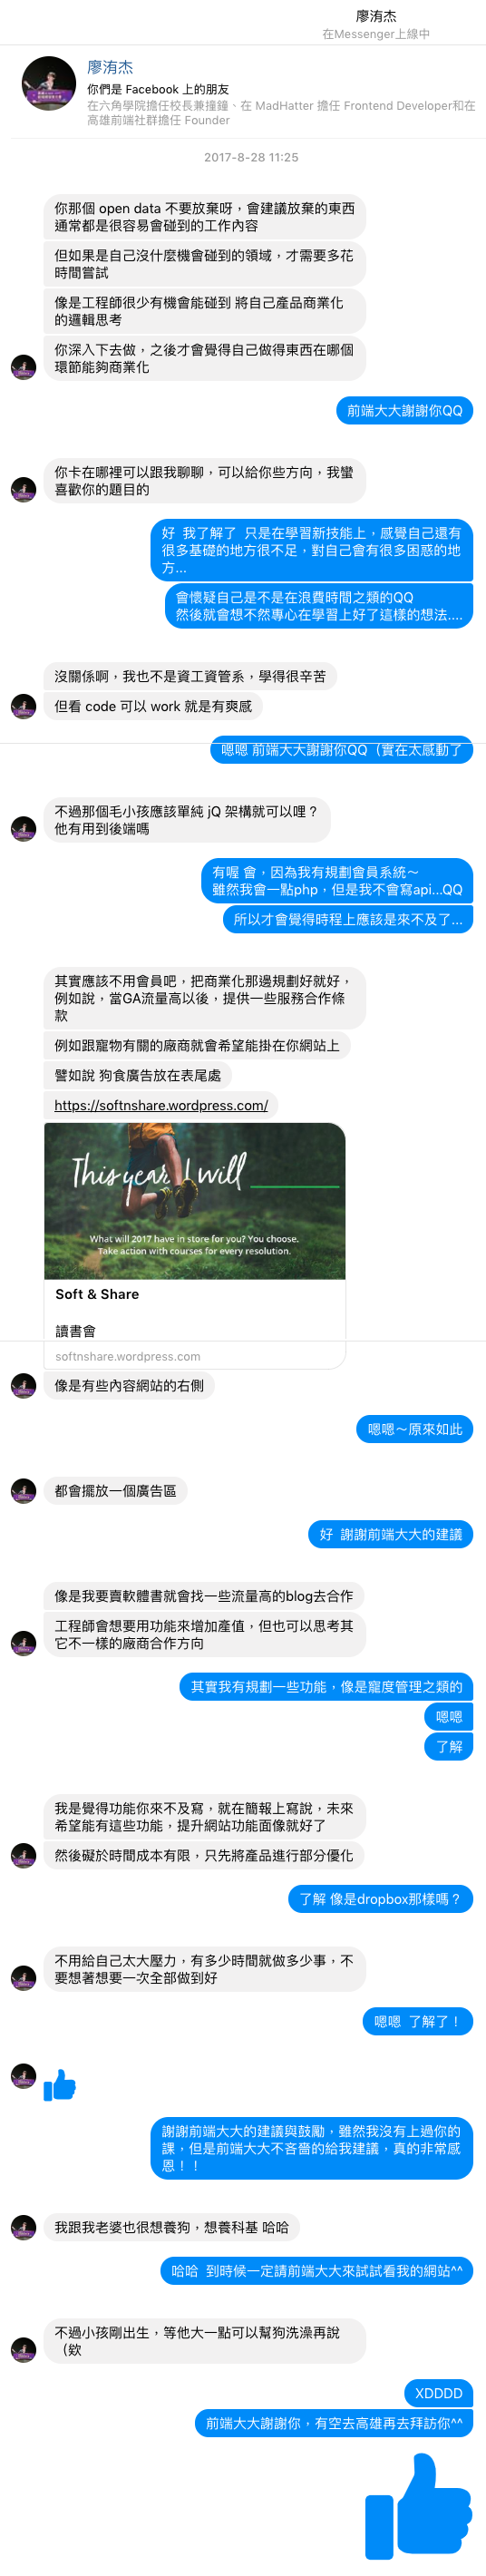 廖洧杰
在Messenger上線中
廖洧杰
你們是 Facebook 上的朋友
在六角學院擔任校長兼撞鐘、在 MadHatter 擔任 Frontend Developer和在
高雄前端社群擔任 Founder
2017-8-28 11:25
你那個 open data 不要放棄呀，會建議放棄的東西
通常都是很容易會碰到的工作內容
但如果是自己沒什麼機會碰到的領域，才需要多花
時間嘗試
像是工程師很少有機會能碰到 將自己產品商業化
的邏輯思考
你深入下去做，之後才會覺得自己做得東西在哪個
環節能夠商業化
前端大大謝謝你QQ
你卡在哪裡可以跟我聊聊，可以給你些方向，我蠻
喜歡你的題目的
好 我了解了 只是在學習新技能上，感覺自己還有
很多基礎的地方很不足，對自己會有很多困惑的地
方...
會懷疑自己是不是在浪費時間之類的QQ
然後就會想不然專心在學習上好了這樣的想法....
沒關係啊，我也不是資工資管系，學得很辛苦
但看 code 可以 work 就是有爽感
嗯嗯 前端大大謝謝你QQ（實在太感動了
不過那個毛小孩應該單純 jQ 架構就可以哩？
他有用到後端嗎
有喔 會，因為我有規劃會員系統～
雖然我會一點php，但是我不會寫api...QQ
所以才會覺得時程上應該是來不及了...
其實應該不用會員吧，把商業化那邊規劃好就好，
例如說，當GA流量高以後，提供一些服務合作條
款
例如跟寵物有關的廠商就會希望能掛在你網站上
譬如說 狗食廣告放在表尾處
https://softnshare.wordpress.com/
This year, I will
What will 2017 have in store for you? You choose.
Take action with courses for every resolution.
Soft & Share
讀書會
softnshare.wordpress.com
像是有些內容網站的右側
嗯嗯～原來如此
都會擺放一個廣告區
好 謝謝前端大大的建議
像是我要賣軟體書就會找一些流量高的blog去合作
工程師會想要用功能來增加產值，但也可以思考其
它不一樣的廠商合作方向
其實我有規劃一些功能，像是寵度管理之類的
嗯嗯
了解
我是覺得功能你來不及寫，就在簡報上寫說，未來
希望能有這些功能，提升網站功能面像就好了
然後礙於時間成本有限，只先將產品進行部分優化
了解 像是dropbox那樣嗎？
不用給自己太大壓力，有多少時間就做多少事，不
要想著想要一次全部做到好
嗯嗯 了解了！
謝謝前端大大的建議與鼓勵，雖然我沒有上過你的
課，但是前端大大不吝嗇的給我建議，真的非常感
恩！！
我跟我老婆也很想養狗，想養科基 哈哈
哈哈 到時候一定請前端大大來試試看我的網站^^
不過小孩剛出生，等他大一點可以幫狗洗澡再說
（欸
XDDDD
前端大大謝謝你，有空去高雄再去拜訪你^^